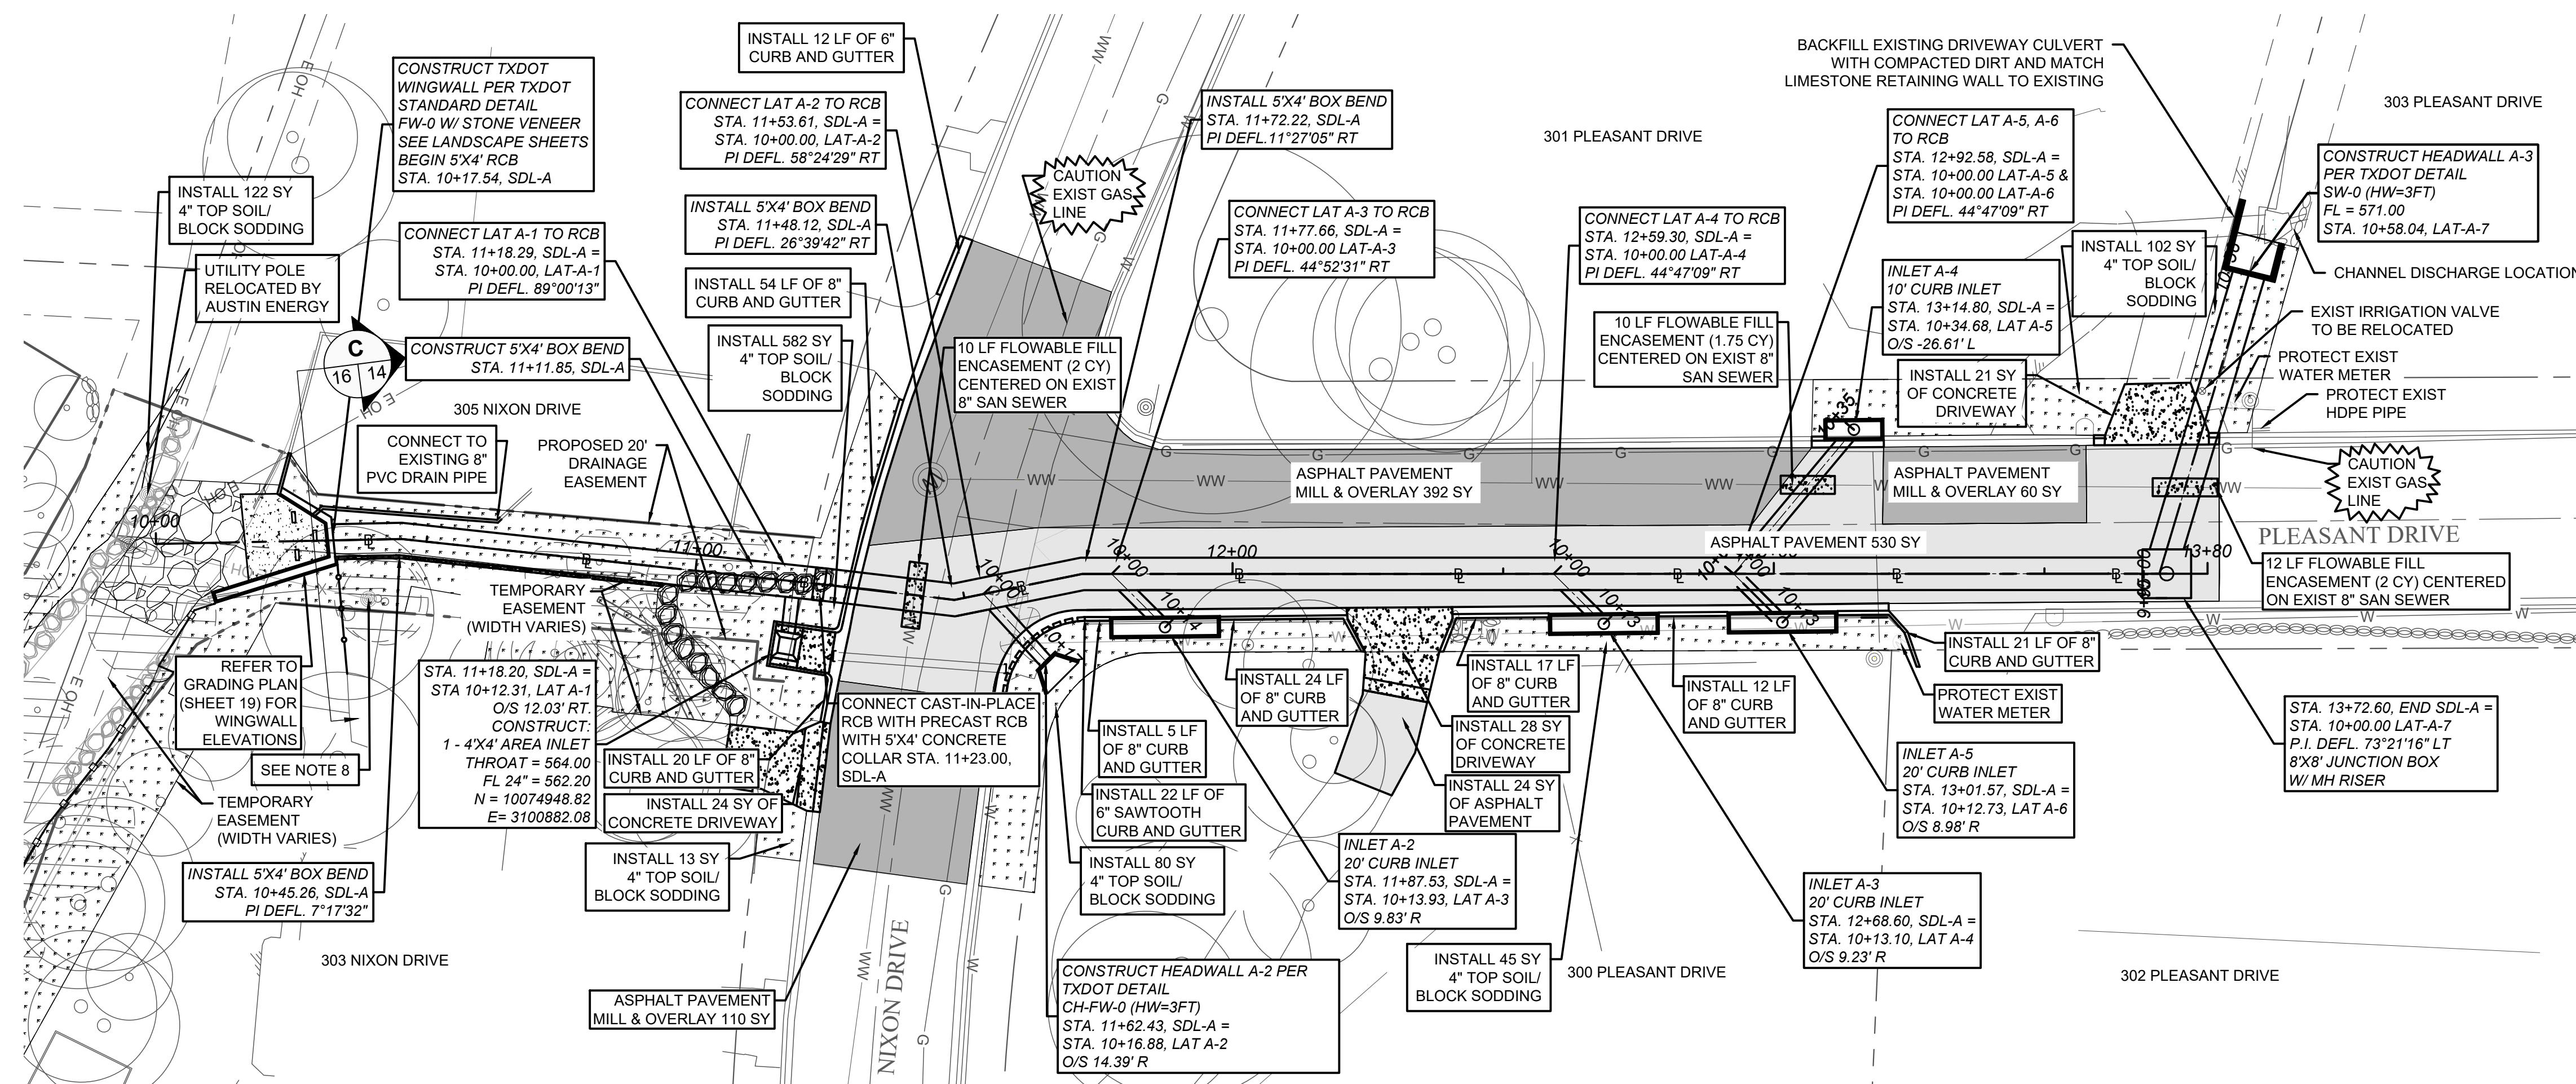 INSTALL 12 LF OF 6"
CURB AND GUTTER
CONSTRUCT TXDOT
WINGWALL PER TXDOT
STANDARD DETAIL
FW-0 W/ STONE VENEER
SEE LANDSCAPE SHEETS
BEGIN 5'X4' RCB
STA. 10+17.54, SDL-A
CONNECT LAT A-2 TO RCB
STA. 11+53.61, SDL-A =
STA. 10+00.00, LAT-A-2
PI DEFL. 58°24'29" RT
INSTALL 5'X4' BOX BEND
STA. 11+72.22, SDL-A
PI DEFL.11°27'05" RT
BACKFILL EXISTING DRIVEWAY CULVERT
WITH COMPACTED DIRT AND MATCH
LIMESTONE RETAINING WALL TO EXISTING
303 PLEASANT DRIVE
301 PLEASANT DRIVE
CONNECT LAT A-5, A-6
TO RCB
STA. 12+92.58, SDL-A =
STA. 10+00.00 LAT-A-5 &
STA. 10+00.00 LAT-A-6
PI DEFL. 44°47'09" RT
CONSTRUCT HEADWALL A-3
PER TXDOT DETAIL
SW-0 (HW=3FT)
FL = 571.00
STA. 10+58.04, LAT-A-7
INSTALL 122 SY
4" TOP SOIL/
BLOCK SODDING
CAUTION
EXIST GAS
LINE
INSTALL 5'X4' BOX BEND
STA. 11+48.12, SDL-A
PI DEFL. 26°39'42" RT
CONNECT LAT A-3 TO RCB
STA. 11+77.66, SDL-A =
STA. 10+00.00 LAT-A-3
PI DEFL. 44°52'31" RT
CONNECT LAT A-4 TO RCB
STA. 12+59.30, SDL-A =
STA. 10+00.00 LAT-A-4
PI DEFL. 44°47'09" RT
CONNECT LAT A-1 TO RCB
STA. 11+18.29, SDL-A =
STA. 10+00.00, LAT-A-1
PI DEFL. 89°00'13"
INSTALL 102 SY
4" TOP SOIL/
BLOCK
SODDING
UTILITY POLE
RELOCATED BY
AUSTIN ENERGY
INSTALL 54 LF OF 8"
CURB AND GUTTER
INLET A-4
10' CURB INLET
STA. 13+14.80, SDL-A =
STA. 10+34.68, LAT A-5
O/S -26.61' L
CHANNEL DISCHARGE LOCATION
EXIST IRRIGATION VALVE
TO BE RELOCATED
10 LF FLOWABLE FILL
ENCASEMENT (1.75 CY)
CENTERED ON EXIST 8"
SAN SEWER
INSTALL 582 SY
4" TOP SOIL/
BLOCK
SODDING
10 LF FLOWABLE FILL
ENCASEMENT (2 CY)
CENTERED ON EXIST
8" SAN SEWER
C
16
14
CONSTRUCT 5'X4' BOX BEND
STA. 11+11.85, SDL-A
PROTECT EXIST
WATER METER
INSTALL 21 SY
OF CONCRETE
DRIVEWAY
PROTECT EXIST
HDPE PIPE
305 NIXON DRIVE
CONNECT TO
EXISTING 8"
PVC DRAIN PIPE
PROPOSED 20'
DRAINAGE
EASEMENT
10+35
ASPHALT PAVEMENT
MILL & OVERLAY 392 SY
ASPHALT PAVEMENT
MILL & OVERLAY 60 SY
CAUTION
EXIST GAS
LINE
PLEASANT DRIVE
ASPHALT PAVEMENT 530 SY
10+00
11+00
10+00
12+00
10+00
13+80
12 LF FLOWABLE FILL
ENCASEMENT (2 CY) CENTERED
ON EXIST 8" SAN SEWER
TEMPORARY
EASEMENT
(WIDTH VARIES)
10+14
10+13
10+13
INSTALL 21 LF OF 8"
CURB AND GUTTER
REFER TO
GRADING PLAN
(SHEET 19) FOR
WINGWALL
ELEVATIONS
STA. 11+18.20, SDL-A =
STA 10+12.31, LAT A-1
O/S 12.03' RT.
CONSTRUCT:
1 - 4'X4' AREA INLET
THROAT = 564.00
FL 24" = 562.20
N = 10074948.82
E= 3100882.08
INSTALL 24 LF
OF 8" CURB
AND GUTTER
INSTALL 17 LF
OF 8" CURB
AND GUTTER
INSTALL 12 LF
OF 8" CURB
AND GUTTER
PROTECT EXIST
WATER METER
CONNECT CAST-IN-PLACE
RCB WITH PRECAST RCB
WITH 5'X4' CONCRETE
COLLAR STA. 11+23.00,
SDL-A
INSTALL 5 LF
OF 8" CURB
AND GUTTER
INSTALL 28 SY
OF CONCRETE
DRIVEWAY
STA. 13+72.60, END SDL-A =
STA. 10+00.00 LAT-A-7
P.I. DEFL. 73°21'16" LT
8'X8' JUNCTION BOX
W/ MH RISER
SEE NOTE 8
INSTALL 20 LF OF 8"
CURB AND GUTTER
INLET A-5
20' CURB INLET
STA. 13+01.57, SDL-A =
STA. 10+12.73, LAT A-6
O/S 8.98' R
TEMPORARY
EASEMENT
(WIDTH VARIES)
INSTALL 24 SY OF
CONCRETE DRIVEWAY
INSTALL 22 LF OF
6" SAWTOOTH
CURB AND GUTTER
INSTALL 24 SY
OF ASPHALT
PAVEMENT
INSTALL 13 SY
4" TOP SOIL/
BLOCK SODDING
INSTALL 80 SY
4" TOP SOIL/
BLOCK SODDING
INLET A-2
20' CURB INLET
STA. 11+87.53, SDL-A =
STA. 10+13.93, LAT A-3
O/S 9.83' R
INSTALL 5'X4' BOX BEND
STA. 10+45.26, SDL-A
PI DEFL. 7°17'32"
INLET A-3
20' CURB INLET
STA. 12+68.60, SDL-A =
STA. 10+13.10, LAT A-4
O/S 9.23' R
303 NIXON DRIVE
NIXON DRIVE
INSTALL 45 SY
4" TOP SOIL/
BLOCK SODDING
300 PLEASANT DRIVE
302 PLEASANT DRIVE
CONSTRUCT HEADWALL A-2 PER
TXDOT DETAIL
CH-FW-0 (HW=3FT)
STA. 11+62.43, SDL-A =
STA. 10+16.88, LAT A-2
O/S 14.39' R
ASPHALT PAVEMENT
MILL & OVERLAY 110 SY